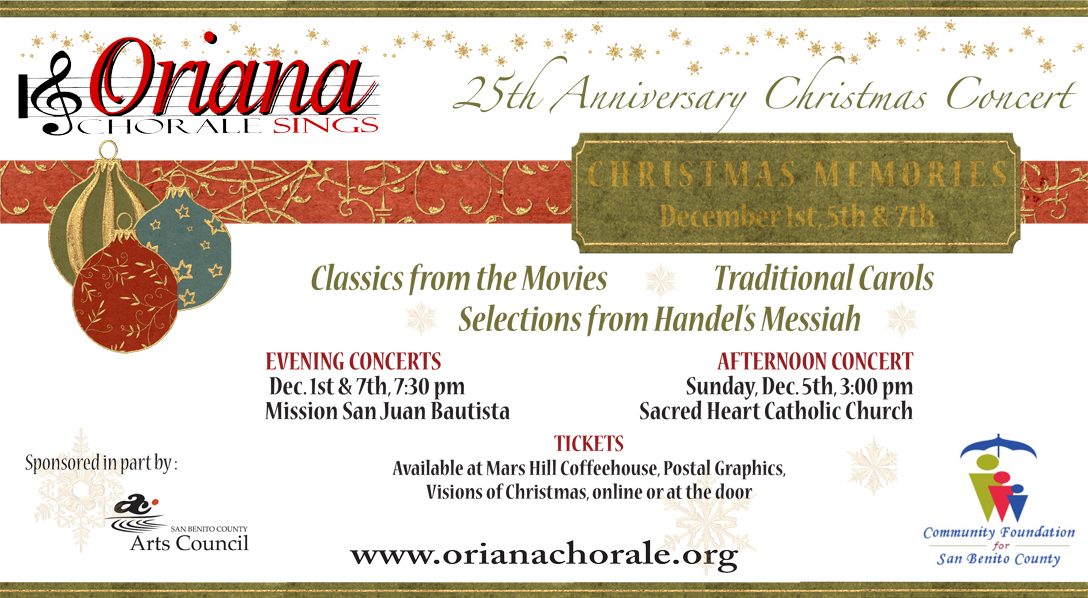 Oriana
CHORALE SINGS
25th Anniversary Christmas Concert
CHRISTMAS MEMORIES
December 1st 5th & 7th
Classics from the Movies
Traditional Carols
Selections from Handel's Messiah
EVENING CONCERTS
Dec. 1st & 7th, 7:30 pm
Mission San Juan Bautista
AFTERNOON CONCERT
Sunday, Dec. 5th, 3:00 pm
Sacred Heart Catholic Church
TICKETS
Available at Mars Hill Coffeehouse, Postal Graphics,
Visions of Christmas, online or at the door
Sponsored in part by :
aci
SAN BENITO COUNTY
Arts Council
www.orianachorale.org
Community Foundation
for
San Benito County